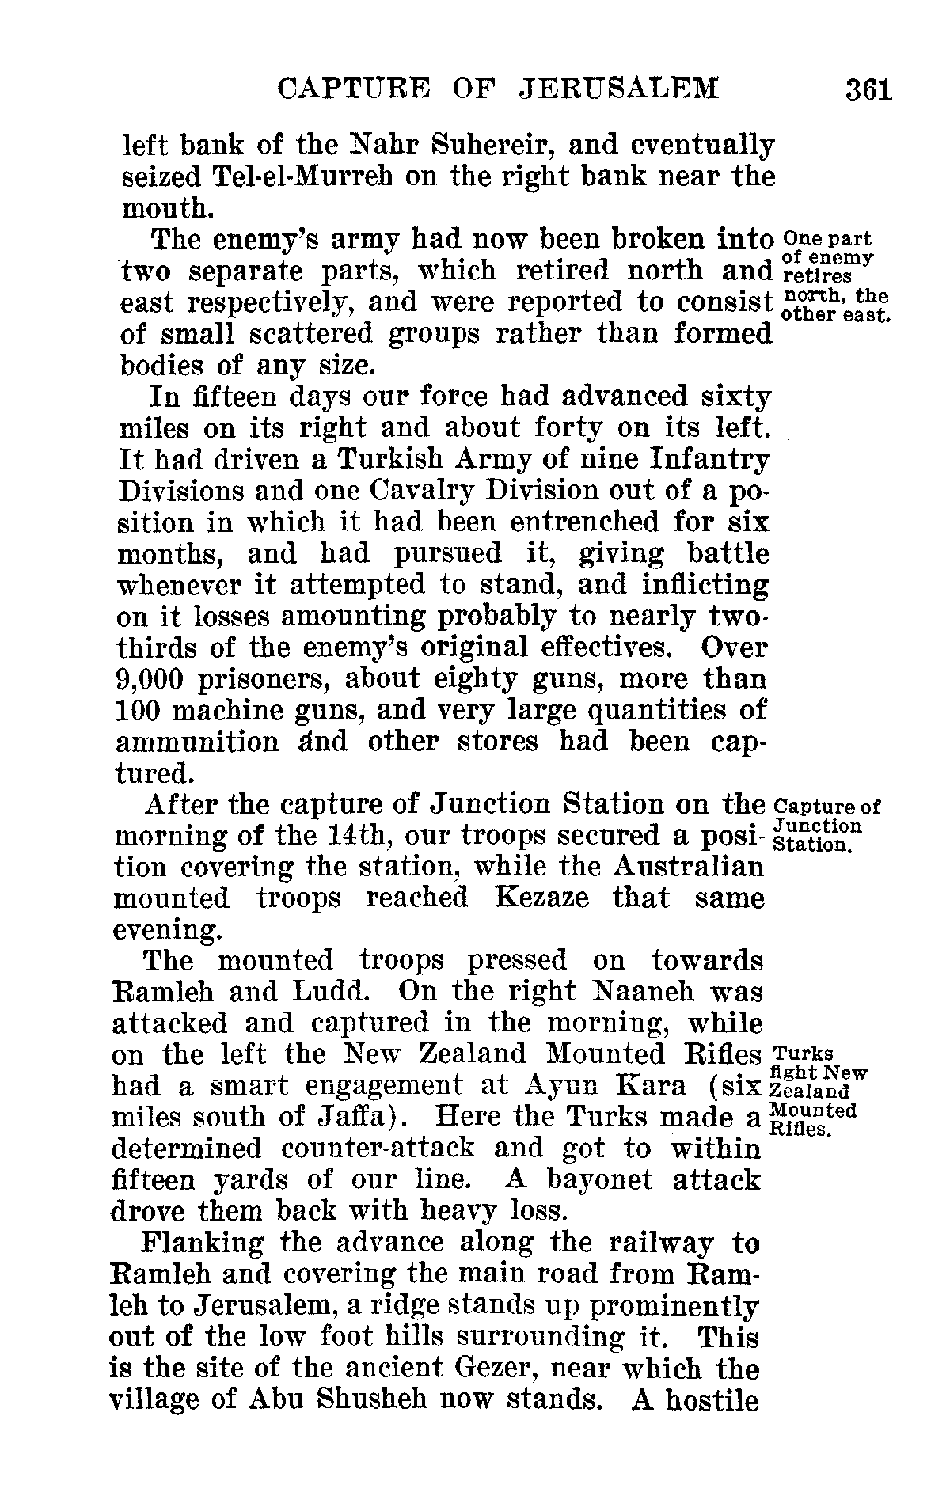 CAPTURE OF JERUSALEM 361
left bank of the Nahr Suhereir, and eventually
seized Tel-el-Murreh on the right bank near the
mouth.
The enemy's army had now been broken into
two separate parts, which retired north and
east respectively, and were reported to consist
of small scattered groups rather than formed
bodies of any size.
One part
of enemy
retires
north, the
other east.
In fifteen days our force had advanced sixty
miles on its right and about forty on its left.
It had driven a Turkish Army of nine Infantry
Divisions and one Cavalry Division out of a po-
sition in which it had been entrenched for six
months, and had pursued it, giving battle
whenever it attempted to stand, and inflicting
on it losses amounting probably to nearly two-
thirds of the enemy's original effectives. Over
9,000 prisoners, about eighty guns, more than
100 machine guns, and very large quantities of
ammunition and other stores had been cap-
tured.
After the capture of Junction Station on the
morning of the 14th, our troops secured a posi-
tion covering the station, while the Australian
mounted troops reached Kezaze that same
evening.
Capture of
Junction
Station.
The mounted troops pressed on towards
Ramleh and Ludd. On the right Naaneh was
attacked and captured in the morning, while
on the left the New Zealand Mounted Rifles
had a smart engagement at Ayun Kara (six
miles south of Jaffa). Here the Turks made a
determined counter-attack and got to within
fifteen yards of our line. A bayonet attack
drove them back with heavy loss.
Turks
fight New
Zealand
Mounted
Rifles.
Flanking the advance along the railway to
Ramleh and covering the main road from Ram-
leh to Jerusalem, a ridge stands up prominently
out of the low foot hills surrounding it. This
is the site of the ancient Gezer, near which the
village of Abu Shusheh now stands. A hostile